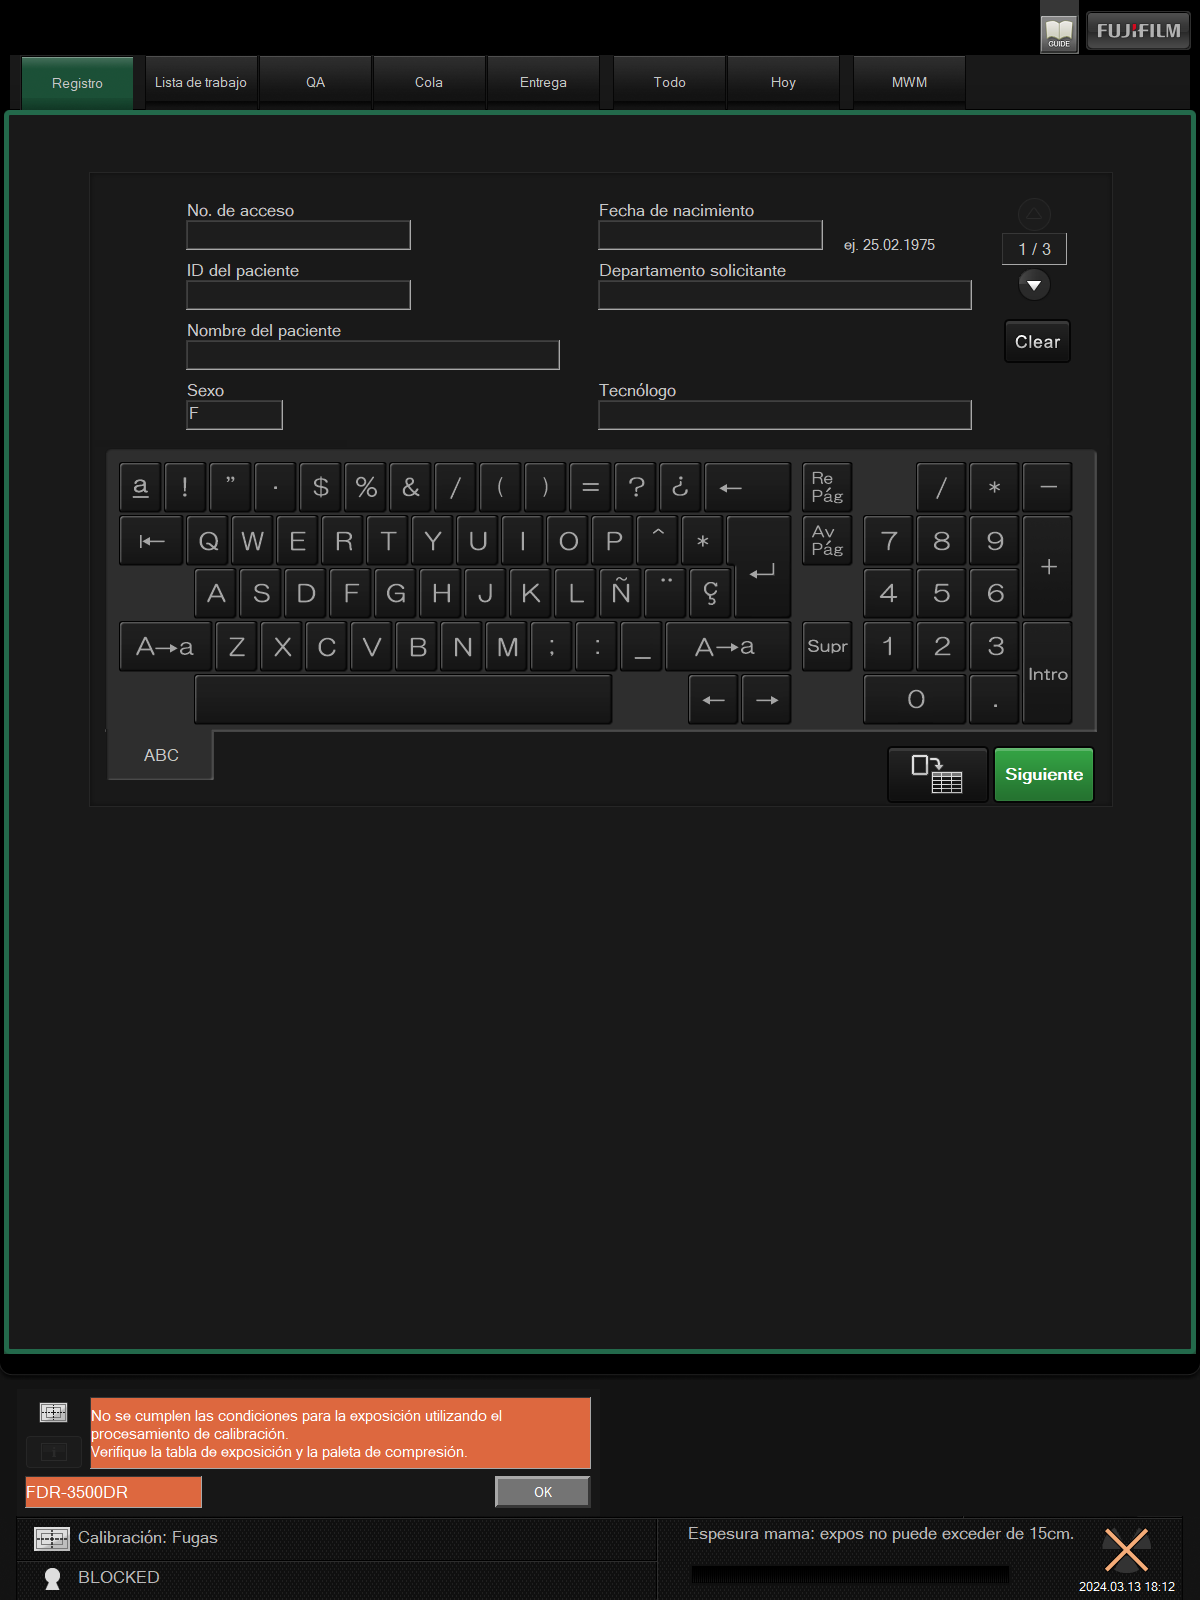 GUIDE
FUJIFILM
Registro
Lista de trabajo
QA
Cola
Entrega
Todo
Hoy
MWM
No. de acceso
Fecha de nacimiento
ej. 25.02.1975
1 / 3
ID del paciente
Departamento solicitante
Nombre del paciente
Clear
Sexo
F
Tecnólogo
a ! " · $ % & / ( ) = ? ¿ ← Re Pág / * −
|← Q W E R T Y U I O P ^ * ↵ Av Pág 7 8 9 +
A S D F G H J K L Ñ ¨ Ç 4 5 6
A→a Z X C V B N M ; : _ A→a Supr 1 2 3 Intro
← → 0 .
ABC
Siguiente
No se cumplen las condiciones para la exposición utilizando el
procesamiento de calibración.
Verifique la tabla de exposición y la paleta de compresión.
FDR-3500DR
OK
Calibración: Fugas
Espesura mama: expos no puede exceder de 15cm.
BLOCKED
2024.03.13 18:12